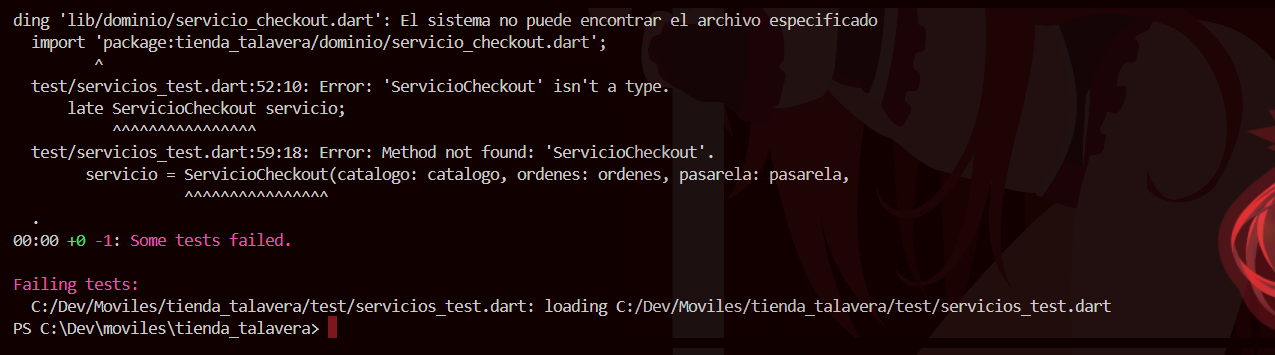 ding 'lib/dominio/servicio_checkout.dart': El sistema no puede encontrar el archivo especificado
import 'package:tienda_talavera/dominio/servicio_checkout.dart';
^
test/servicios_test.dart:52:10: Error: 'ServicioCheckout' isn't a type.
late ServicioCheckout servicio;
^^^^^^^^^^^^^^^^
test/servicios_test.dart:59:18: Error: Method not found: 'ServicioCheckout'.
servicio = ServicioCheckout(catalogo: catalogo, ordenes: ordenes, pasarela: pasarela,
^^^^^^^^^^^^^^^^
.
00:00 +0 -1: Some tests failed.
Failing tests:
C:/Dev/Moviles/tienda_talavera/test/servicios_test.dart: loading C:/Dev/Moviles/tienda_talavera/test/servicios_test.dart
PS C:\Dev\moviles\tienda_talavera>